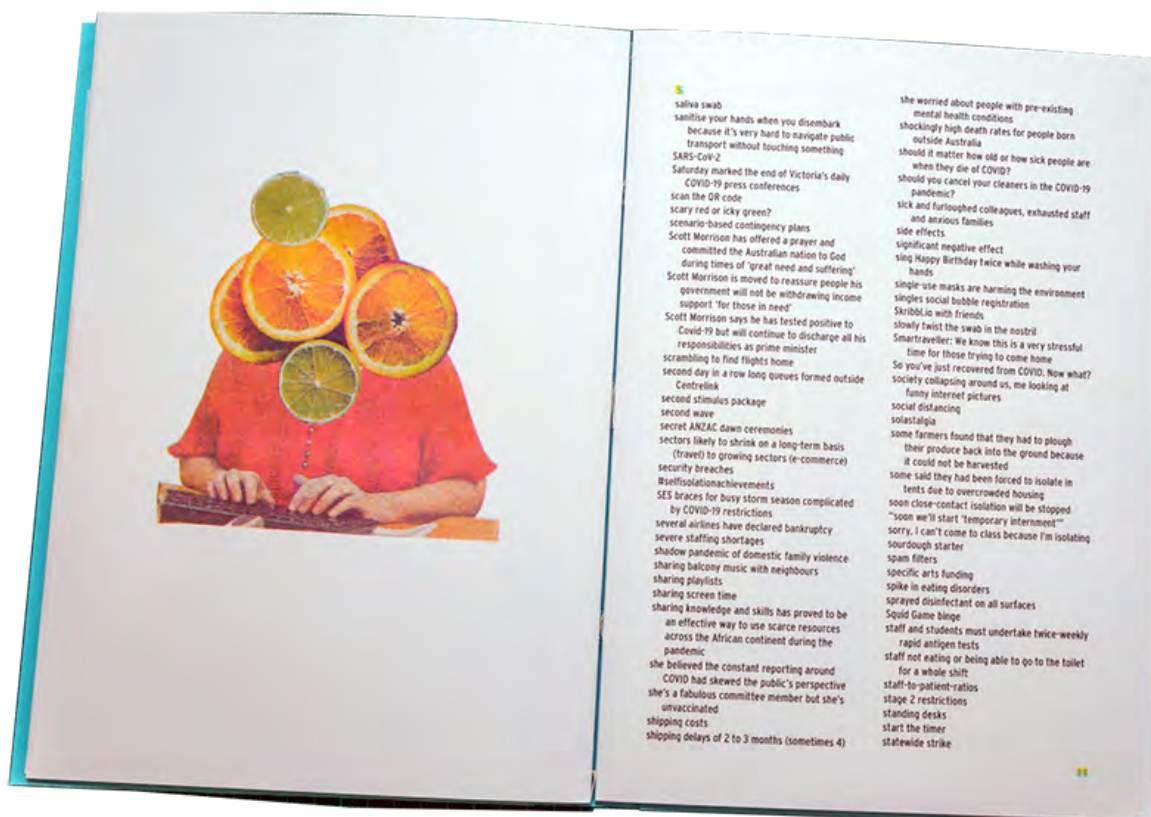 S
saliva swab
sanitise your hands when you disembark
because it's very hard to navigate public
transport without touching something
SARS-CoV-2
Saturday marked the end of Victoria's daily
COVID-19 press conferences
scan the QR code
scary red or icky green?
scenario-based contingency plans
Scott Morrison has offered a prayer and
committed the Australian nation to God
during times of 'great need and suffering'
Scott Morrison is moved to reassure people his
government will not be withdrawing income
support 'for those in need'
Scott Morrison says he has tested positive to
Covid-19 but will continue to discharge all his
responsibilities as prime minister
scrambling to find flights home
second day in a row long queues formed outside
Centrelink
second stimulus package
second wave
secret ANZAC dawn ceremonies
sectors likely to shrink on a long-term basis
(travel) to growing sectors (e-commerce)
security breaches
#selfisolationachievements
SES braces for busy storm season complicated
by COVID-19 restrictions
several airlines have declared bankruptcy
severe staffing shortages
shadow pandemic of domestic family violence
sharing balcony music with neighbours
sharing playlists
sharing screen time
sharing knowledge and skills has proved to be
an effective way to use scarce resources
across the African continent during the
pandemic
she believed the constant reporting around
COVID had skewed the public's perspective
she's a fabulous committee member but she's
unvaccinated
shipping costs
shipping delays of 2 to 3 months (sometimes 4)
she worried about people with pre-existing
mental health conditions
shockingly high death rates for people born
outside Australia
should it matter how old or how sick people are
when they die of COVID?
should you cancel your cleaners in the COVID-19
pandemic?
sick and furloughed colleagues, exhausted staff
and anxious families
side effects
significant negative effect
sing Happy Birthday twice while washing your
hands
single-use masks are harming the environment
singles social bubble registration
Skribbl.io with friends
slowly twist the swab in the nostril
Smartraveller: We know this is a very stressful
time for those trying to come home
So you've just recovered from COVID. Now what?
society collapsing around us, me looking at
funny internet pictures
social distancing
solastalgia
some farmers found that they had to plough
their produce back into the ground because
it could not be harvested
some said they had been forced to isolate in
tents due to overcrowded housing
soon close-contact isolation will be stopped
"soon we'll start 'temporary internment'"
sorry, I can't come to class because I'm isolating
sourdough starter
spam filters
specific arts funding
spike in eating disorders
sprayed disinfectant on all surfaces
Squid Game binge
staff and students must undertake twice-weekly
rapid antigen tests
staff not eating or being able to go to the toilet
for a whole shift
staff-to-patient-ratios
stage 2 restrictions
standing desks
start the timer
statewide strike